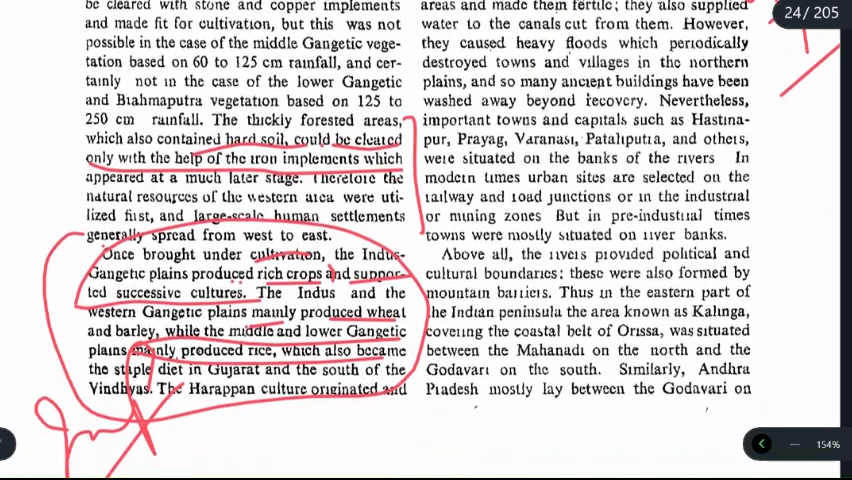 be cleared with stone and copper implements
and made fit for cultivation, but this was not
possible in the case of the middle Gangetic vege-
tation based on 60 to 125 cm rainfall, and cer-
tainly not in the case of the lower Gangetic
and Brahmaputra vegetation based on 125 to
250 cm rainfall. The thickly forested areas,
which also contained hard soil, could be cleared
only with the help of the iron implements which
appeared at a much later stage. Therefore the
natural resources of the western area were uti-
lized first, and large-scale human settlements
generally spread from west to east.
Once brought under cultivation, the Indus-
Gangetic plains produced rich crops and suppor-
ted successive cultures. The Indus and the
western Gangetic plains mainly produced wheat
and barley, while the middle and lower Gangetic
plains mainly produced rice, which also became
the staple diet in Gujarat and the south of the
Vindhyas. The Harappan culture originated and
areas and made them fertile; they also supplied
water to the canals cut from them. However,
they caused heavy floods which periodically
destroyed towns and villages in the northern
plains, and so many ancient buildings have been
washed away beyond recovery. Nevertheless,
important towns and capitals such as Hastina-
pur, Prayag, Varanasi, Pataliputra, and others,
were situated on the banks of the rivers In
modern times urban sites are selected on the
railway and road junctions or in the industrial
or mining zones But in pre-industrial times
towns were mostly situated on river banks.
Above all, the rivers provided political and
cultural boundaries; these were also formed by
mountain barriers. Thus in the eastern part of
the Indian peninsula the area known as Kalinga,
covering the coastal belt of Orissa, was situated
between the Mahanadi on the north and the
Godavari on the south. Similarly, Andhra
Pradesh mostly lay between the Godavari on
24 / 205
154%